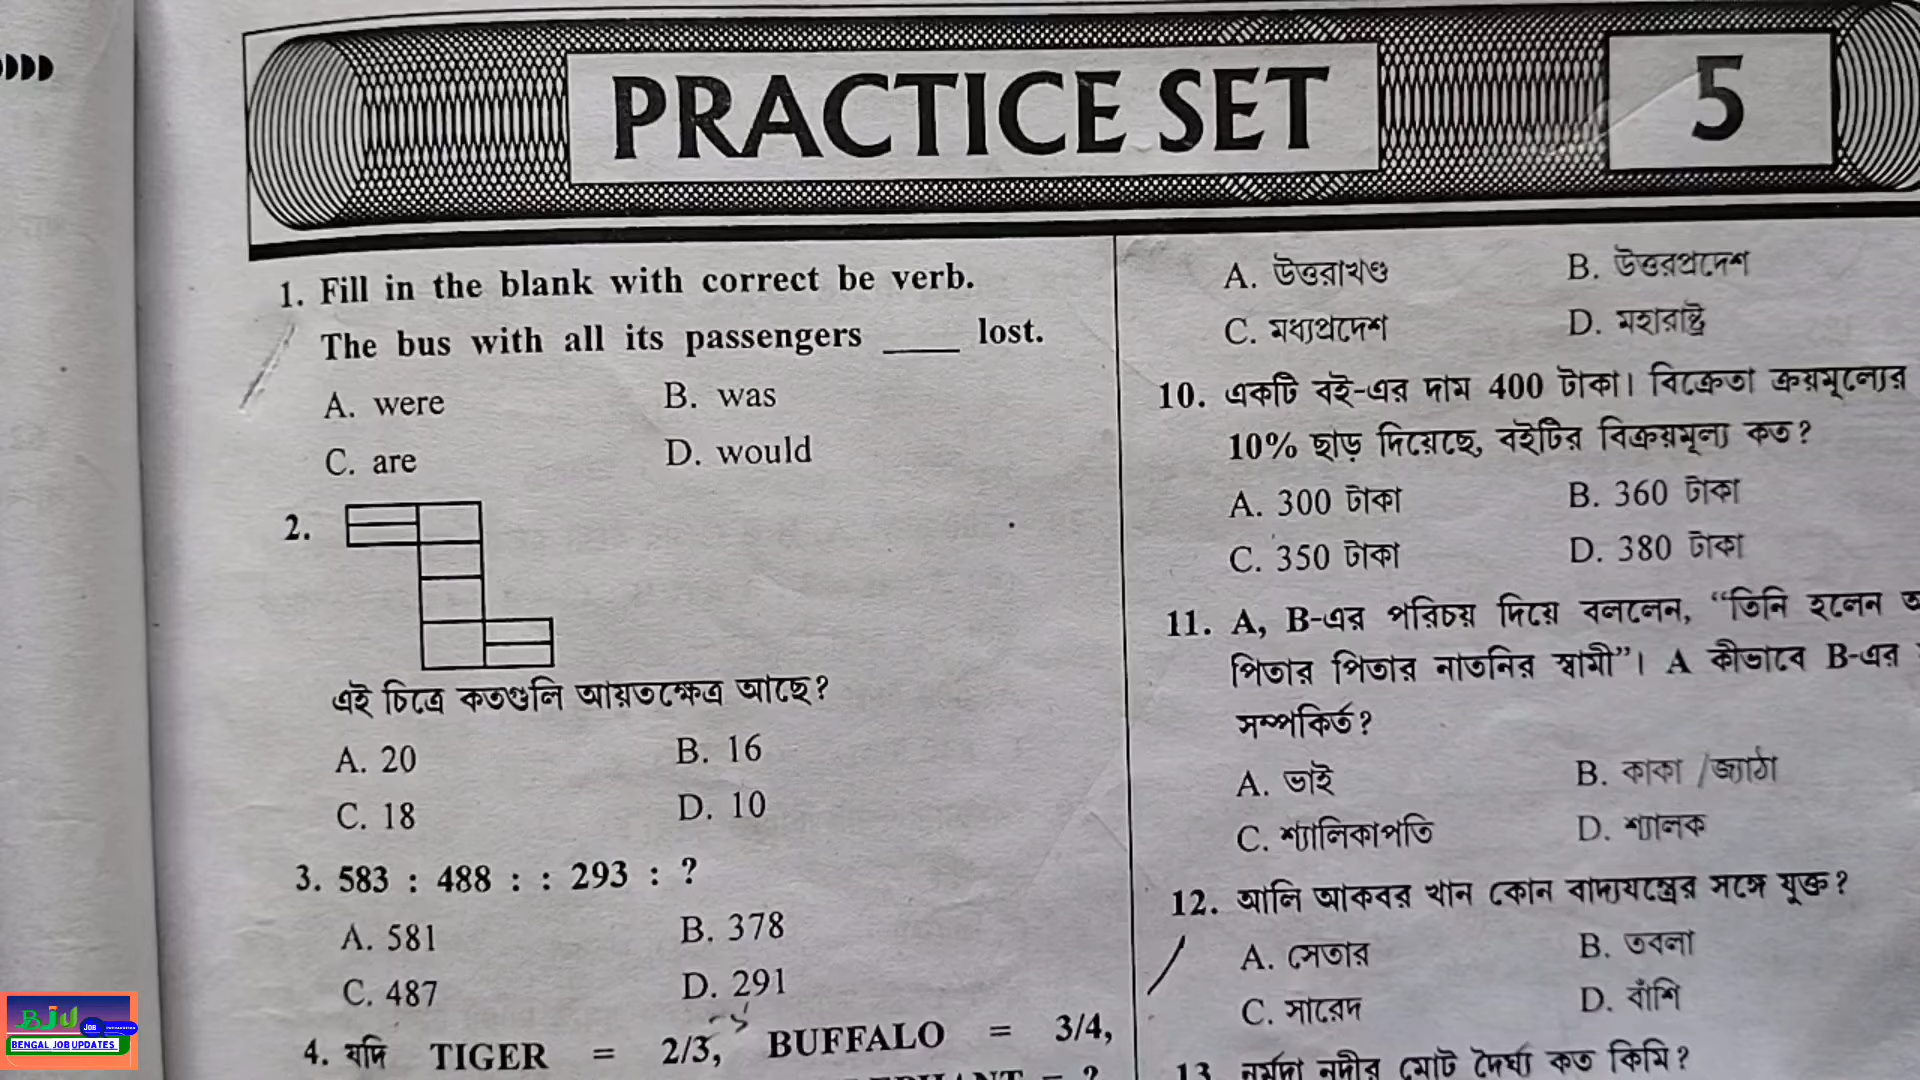 PRACTICE SET
5
1. Fill in the blank with correct be verb.
The bus with all its passengers ____ lost.
A. were B. was
C. are D. would
2.
এই চিত্রে কতগুলি আয়তক্ষেত্র আছে?
A. 20 B. 16
C. 18 D. 10
3. 583 : 488 : : 293 : ?
A. 581 B. 378
C. 487 D. 291
4. যদি TIGER = 2/3, BUFFALO = 3/4,
= ?
A. উত্তরাখণ্ড B. উত্তরপ্রদেশ
C. মধ্যপ্রদেশ D. মহারাষ্ট্রে
10. একটি বই-এর দাম 400 টাকা। বিক্রেতা ক্রয়মূল্যের
10% ছাড় দিয়েছে, বইটির বিক্রয়মূল্য কত?
A. 300 টাকা B. 360 টাকা
C. 350 টাকা D. 380 টাকা
11. A, B-এর পরিচয় দিয়ে বললেন, “তিনি হলেন
পিতার পিতার নাতনির স্বামী”। A কীভাবে B-এর
সম্পকির্ত?
A. ভাই B. কাকা /জ্যাঠা
C. শ্যালিকাপতি D. শ্যালক
12. আলি আকবর খান কোন বাদ্যযন্ত্রের সঙ্গে যুক্ত?
A. সেতার B. তবলা
C. সারেদ D. বাঁশি
13. নর্মদা নদীর মোট দৈর্ঘ্য কত কিমি?
BJU
JOB
BENGAL JOB UPDATES